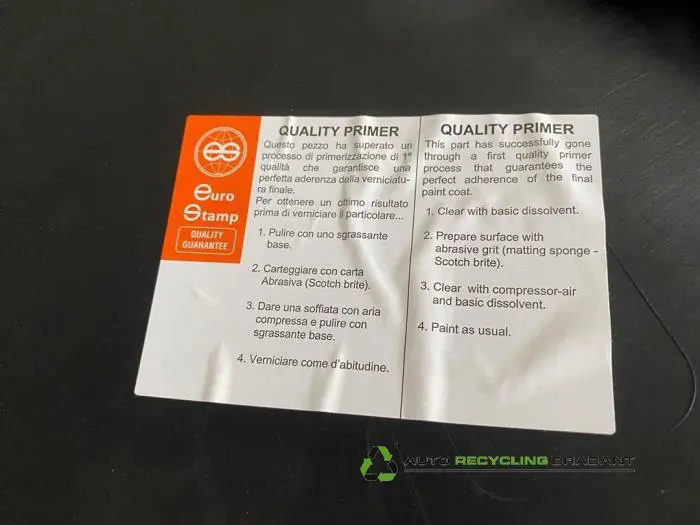 euro
stamp
QUALITY
GUARANTEE
QUALITY PRIMER
Questo pezzo ha superato un
processo di primerizzazione di 1ª
qualità che garantisce una
perfetta aderenza della verniciatu-
ra finale.
Per ottenere un ottimo risultato
prima di verniciare il particolare...
1. Pulire con uno sgrassante
base.
2. Carteggiare con carta
Abrasiva (Scotch brite).
3. Dare una soffiata con aria
compressa e pulire con
sgrassante base.
4. Verniciare come d'abitudine.
QUALITY PRIMER
This part has successfully gone
through a first quality primer
process that guarantees the
perfect adherence of the final
paint coat.
1. Clear with basic dissolvent.
2. Prepare surface with
abrasive grit (matting sponge -
Scotch brite).
3. Clear with compressor-air
and basic dissolvent.
4. Paint as usual.
AUTO RECYCLING BRABANT